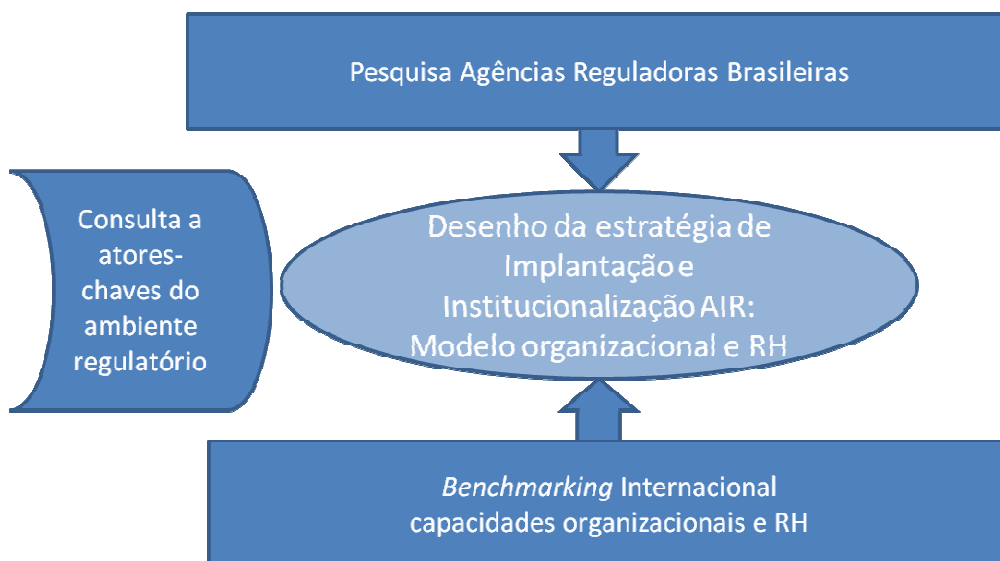 Pesquisa Agências Reguladoras Brasileiras
Consulta a
atores-
chaves do
ambiente
regulatório
Desenho da estratégia de
Implantação e
Institucionalização AIR:
Modelo organizacional e RH
Benchmarking Internacional
capacidades organizacionais e RH